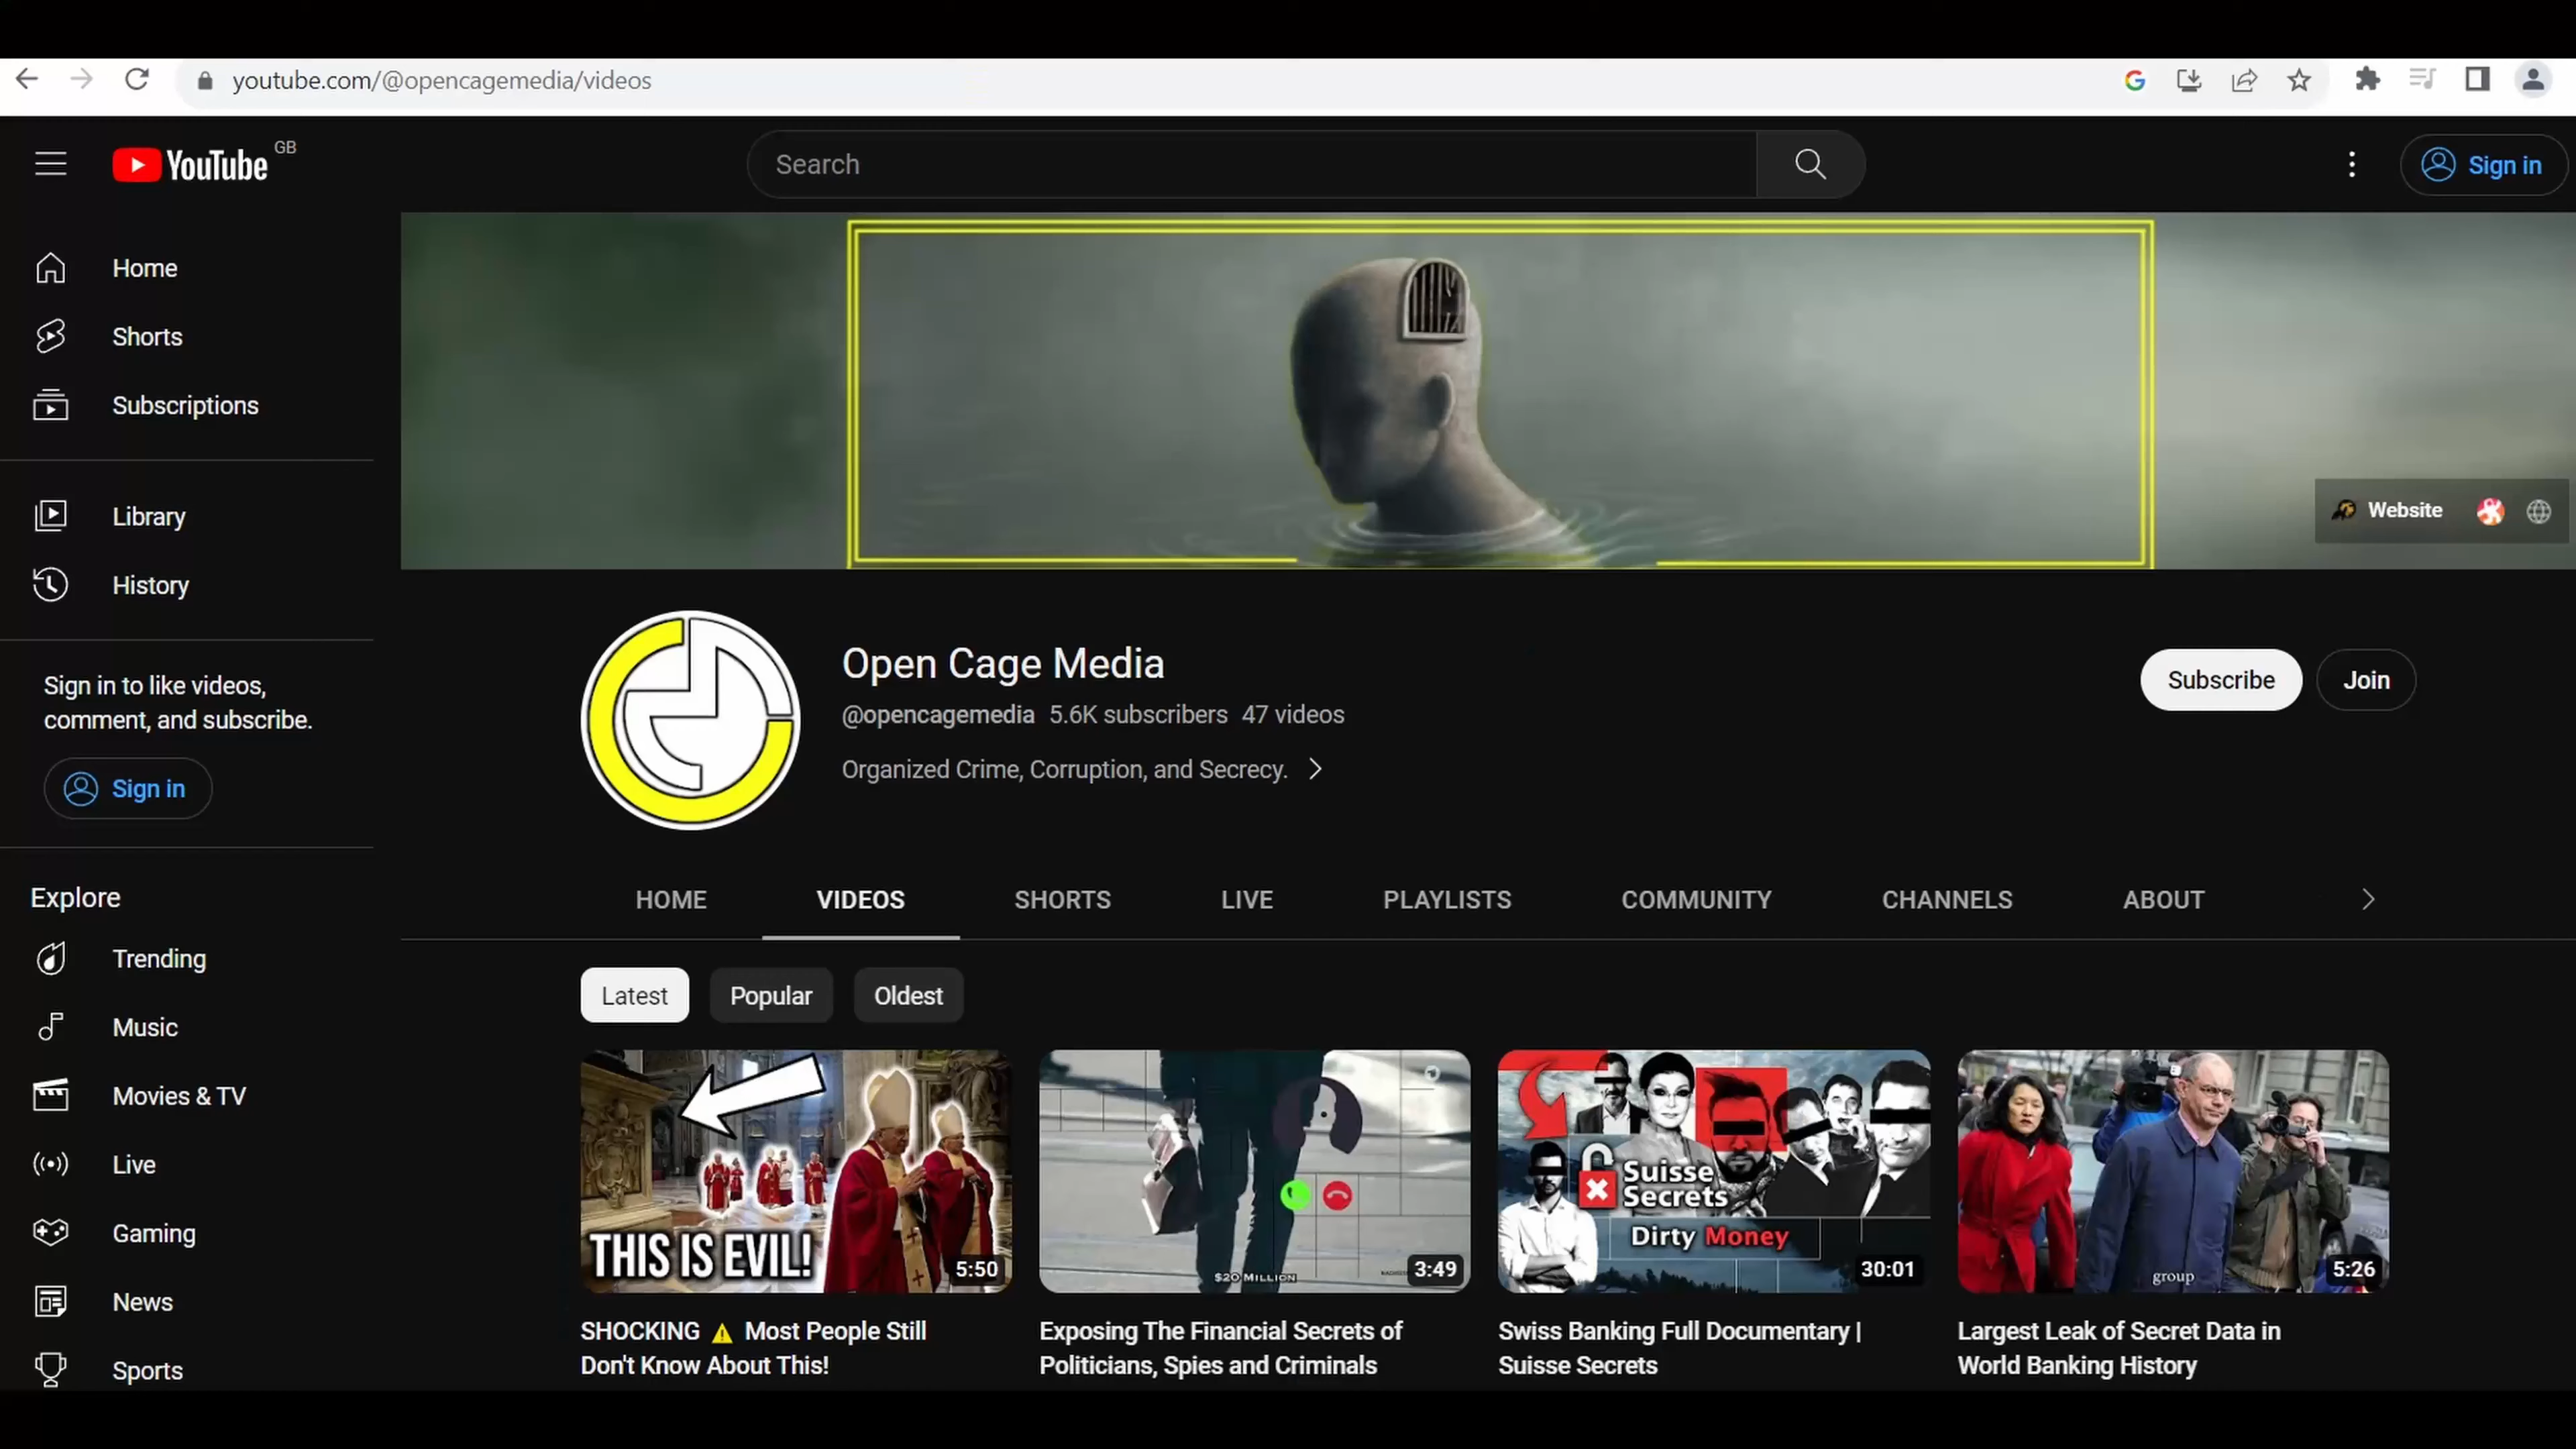 youtube.com/@opencagemedia/videos
YouTube GB
Search
Sign in
Home
Shorts
Subscriptions
Library
History
Sign in to like videos,
comment, and subscribe.
Sign in
Explore
Trending
Music
Movies & TV
Live
Gaming
News
Sports
Website
Open Cage Media
@opencagemedia 5.6K subscribers 47 videos
Organized Crime, Corruption, and Secrecy.
Subscribe
Join
HOME VIDEOS SHORTS LIVE PLAYLISTS COMMUNITY CHANNELS ABOUT
Latest Popular Oldest
THIS IS EVIL!
5:50
SHOCKING ⚠ Most People Still
Don't Know About This!
$20 MILLION
3:49
Exposing The Financial Secrets of
Politicians, Spies and Criminals
Suisse
Secrets
Dirty Money
30:01
Swiss Banking Full Documentary |
Suisse Secrets
group
5:26
Largest Leak of Secret Data in
World Banking History